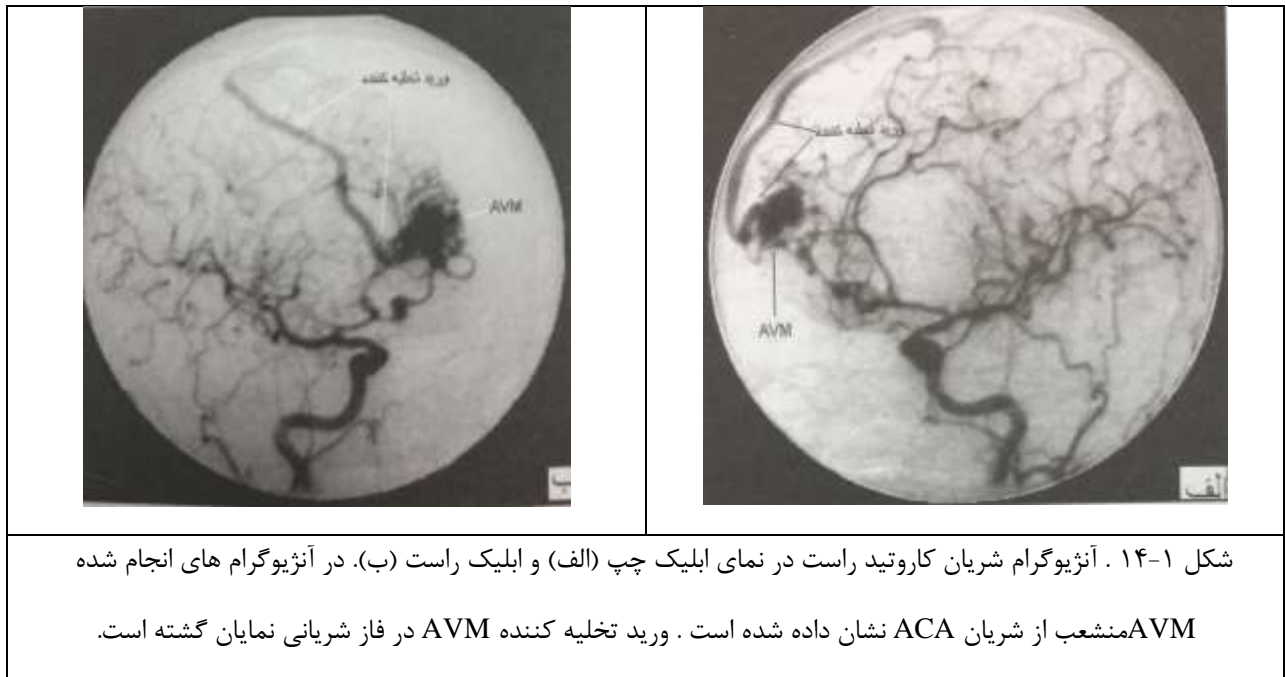 ورید تخلیه کننده
AVM
الف
ورید تخلیه کننده
AVM
ب
شکل ۱-۱۴ . آنژیوگرام شریان کاروتید راست در نمای ابلیک چپ (الف) و ابلیک راست (ب). در آنژیوگرام های انجام شده
AVMمنشعب از شریان ACA نشان داده شده است . ورید تخلیه کننده AVM در فاز شریانی نمایان گشته است.